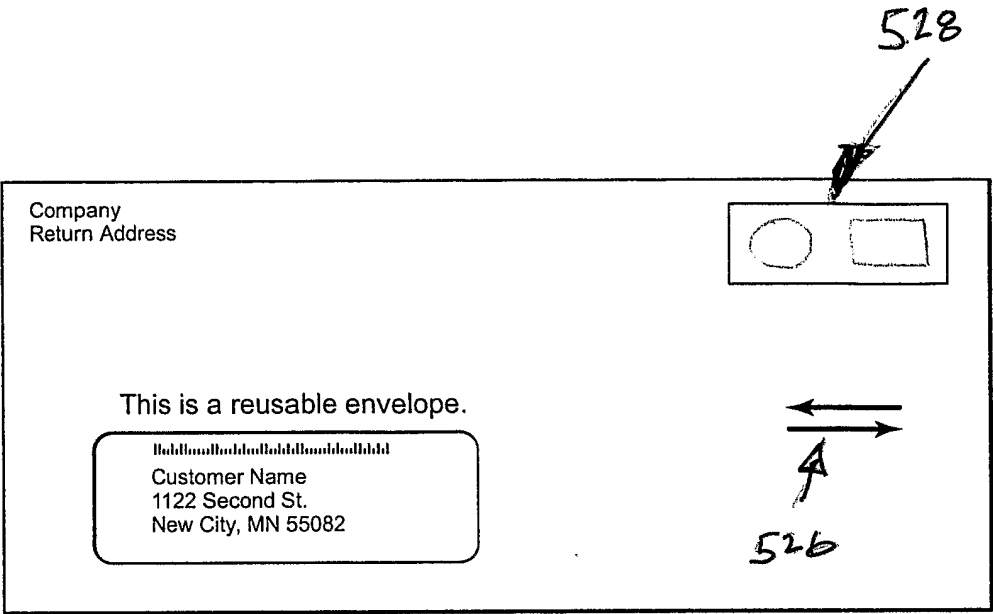 528
Company
Return Address
This is a reusable envelope.
Customer Name
1122 Second St.
New City, MN 55082
526